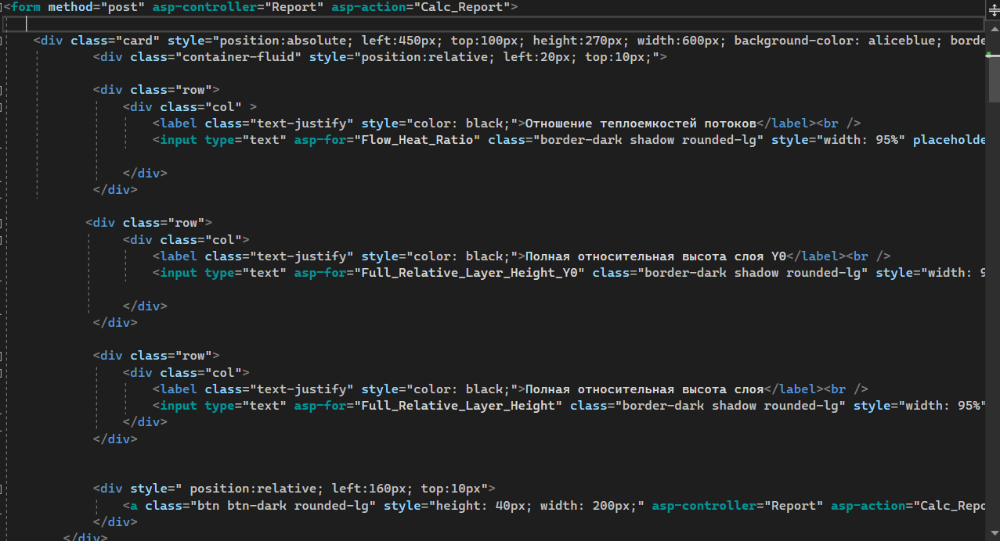 <form method="post" asp-controller="Report" asp-action="Calc_Report">
<div class="card" style="position:absolute; left:450px; top:100px; height:270px; width:600px; background-color: aliceblue; borde
<div class="container-fluid" style="position:relative; left:20px; top:10px;">
<div class="row">
<div class="col" >
<label class="text-justify" style="color: black;">Отношение теплоемкостей потоков</label><br />
<input type="text" asp-for="Flow_Heat_Ratio" class="border-dark shadow rounded-lg" style="width: 95%" placeholde
</div>
</div>
<div class="row">
<div class="col">
<label class="text-justify" style="color: black;">Полная относительная высота слоя Y0</label><br />
<input type="text" asp-for="Full_Relative_Layer_Height_Y0" class="border-dark shadow rounded-lg" style="width: 9
</div>
</div>
<div class="row">
<div class="col">
<label class="text-justify" style="color: black;">Полная относительная высота слоя</label><br />
<input type="text" asp-for="Full_Relative_Layer_Height" class="border-dark shadow rounded-lg" style="width: 95%"
</div>
</div>
<div style=" position:relative; left:160px; top:10px">
<a class="btn btn-dark rounded-lg" style="height: 40px; width: 200px;" asp-controller="Report" asp-action="Calc_Repo
</div>
</div>